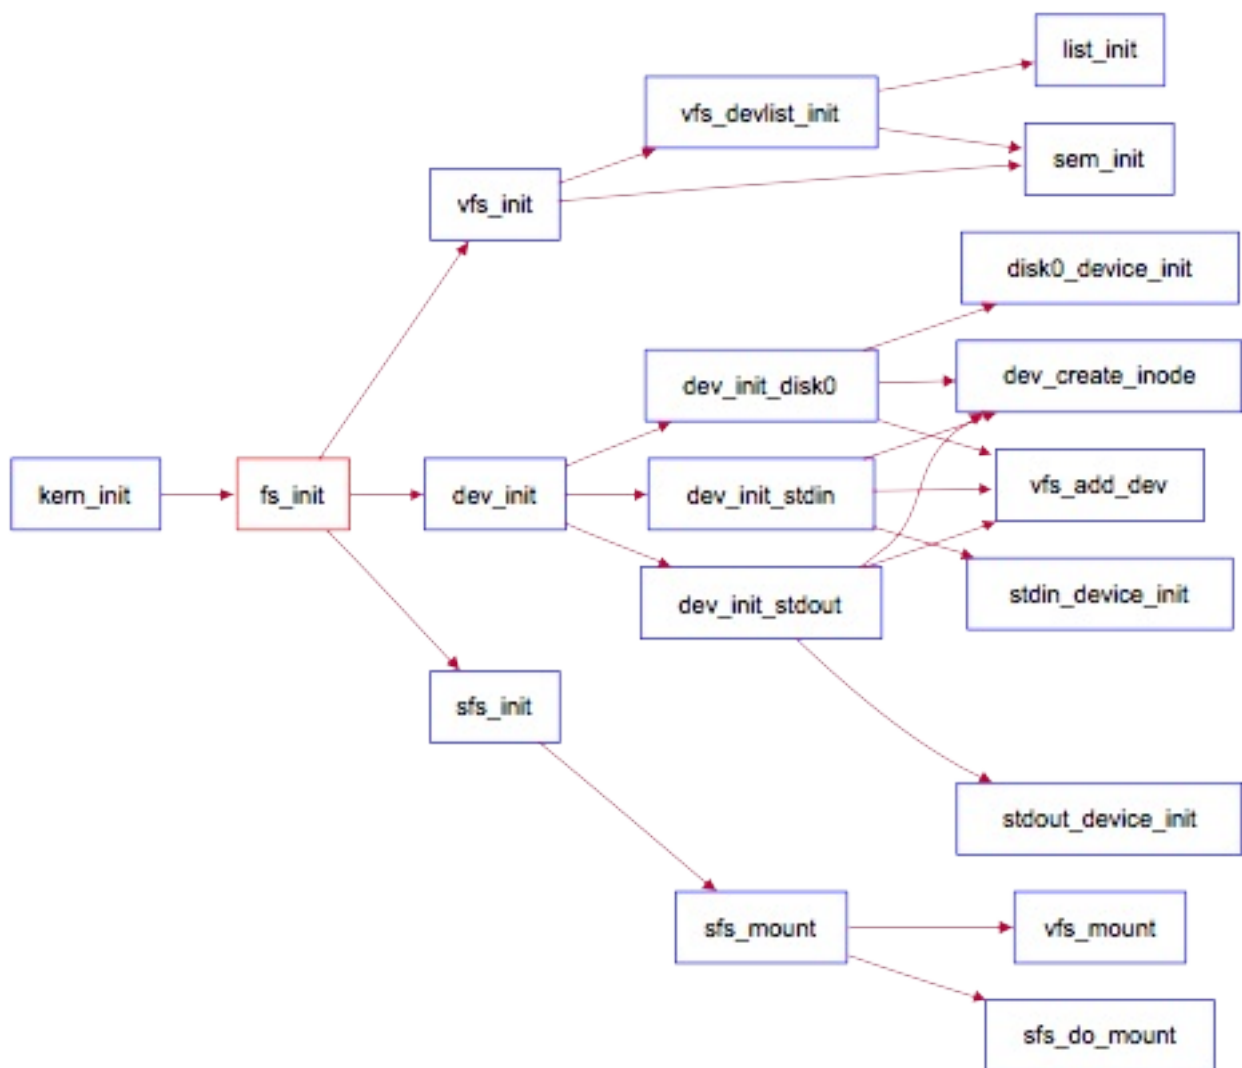 list_init
vfs_devlist_init
sem_init
vfs_init
disk0_device_init
dev_init_disk0
dev_create_inode
kern_init
fs_init
dev_init
dev_init_stdin
vfs_add_dev
dev_init_stdout
stdin_device_init
sfs_init
stdout_device_init
sfs_mount
vfs_mount
sfs_do_mount